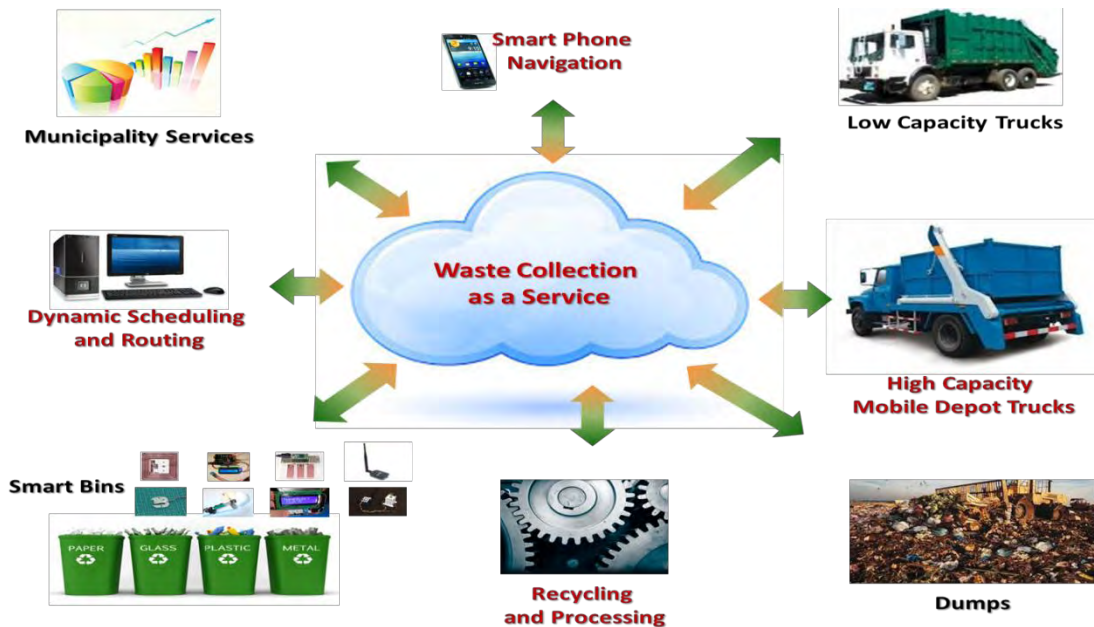 Smart Phone
Navigation
Municipality Services
Low Capacity Trucks
Waste Collection
as a Service
Dynamic Scheduling
and Routing
High Capacity
Mobile Depot Trucks
Smart Bins
PAPER
GLASS
PLASTIC
METAL
Recycling
and Processing
Dumps